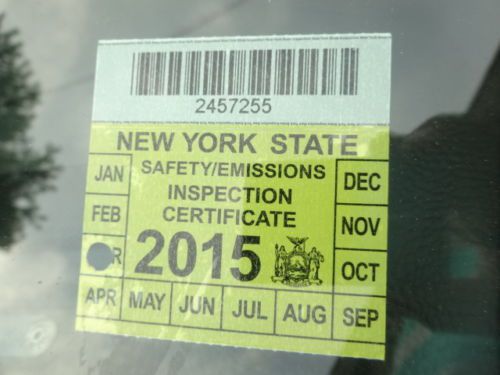 2457255
NEW YORK STATE
JAN
SAFETY/EMISSIONS
DEC
FEB
INSPECTION
CERTIFICATE
NOV
R
2015
OCT
APR
MAY
JUN
JUL
AUG
SEP